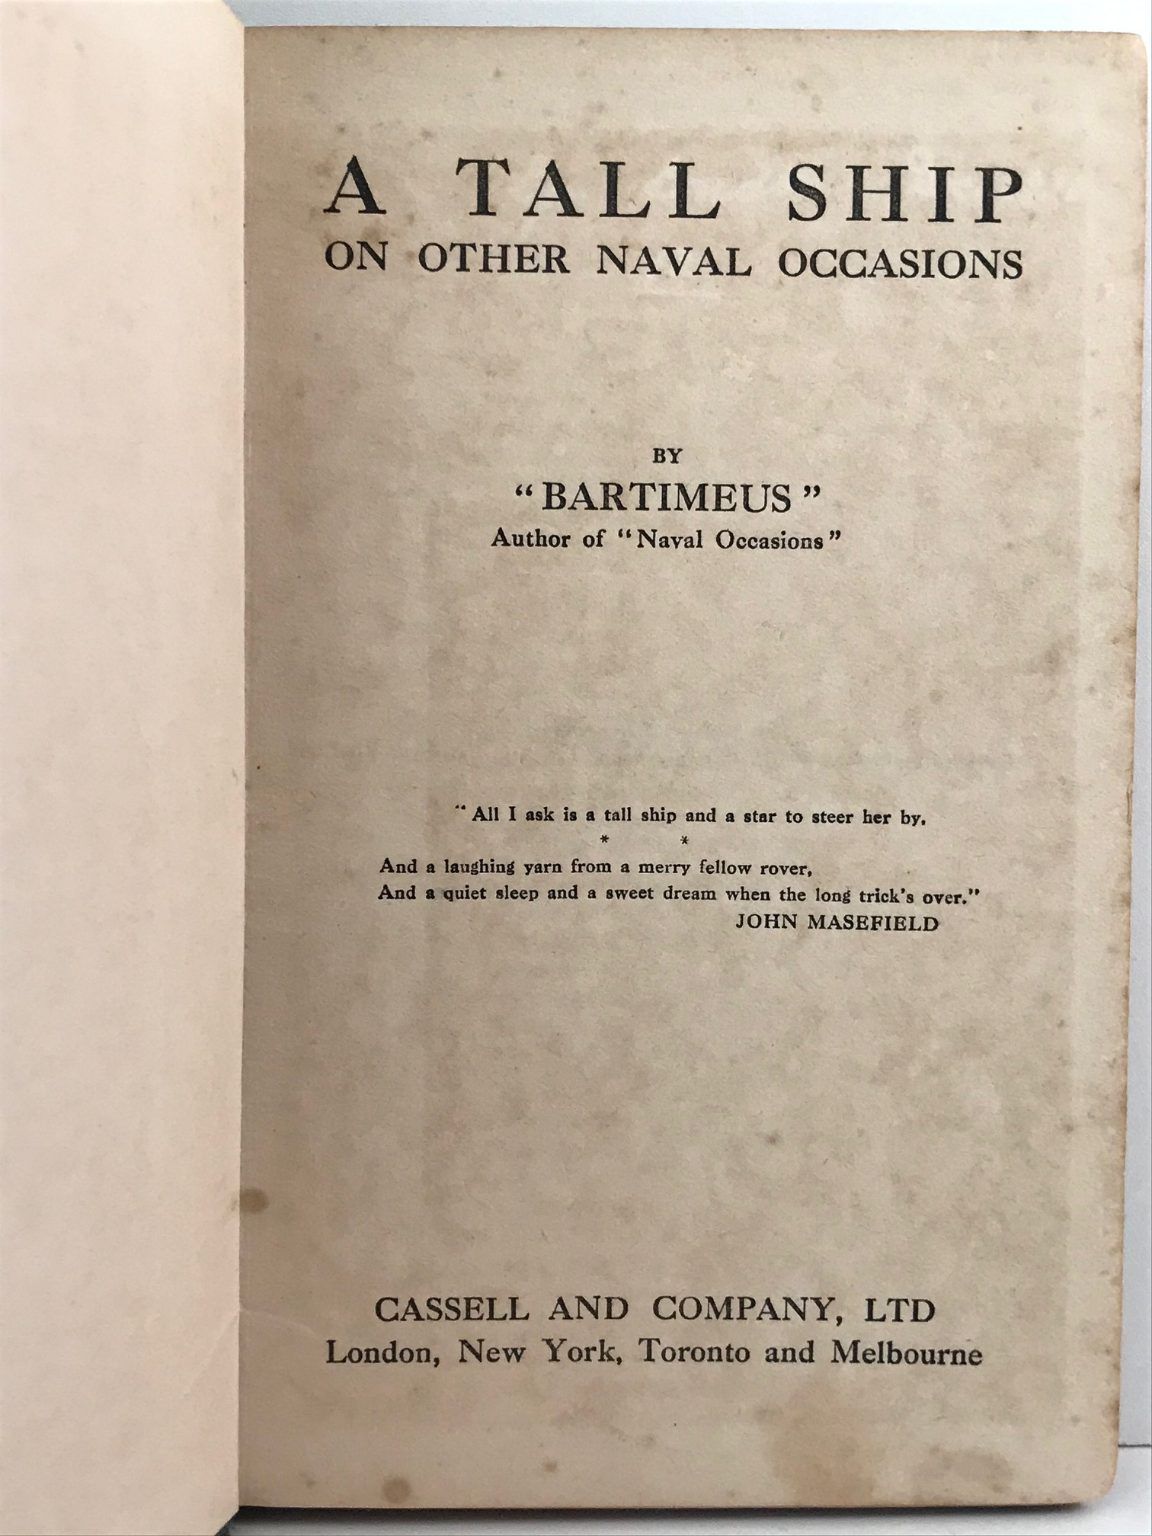 A TALL SHIP
ON OTHER NAVAL OCCASIONS
BY
“BARTIMEUS”
Author of “Naval Occasions”
“All I ask is a tall ship and a star to steer her by,
* *
And a laughing yarn from a merry fellow rover,
And a quiet sleep and a sweet dream when the long trick's over.”
JOHN MASEFIELD
CASSELL AND COMPANY, LTD
London, New York, Toronto and Melbourne